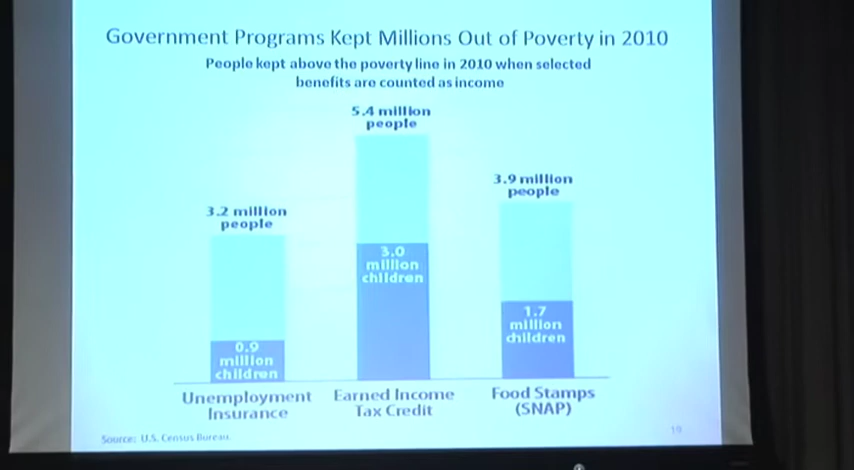 Government Programs Kept Millions Out of Poverty in 2010
People kept above the poverty line in 2010 when selected
benefits are counted as income
5.4 million
people
3.9 million
people
3.2 million
people
3.0
million
children
1.7
million
children
0.9
million
children
Unemployment
Insurance
Earned Income
Tax Credit
Food Stamps
(SNAP)
Source: U.S. Census Bureau.
19